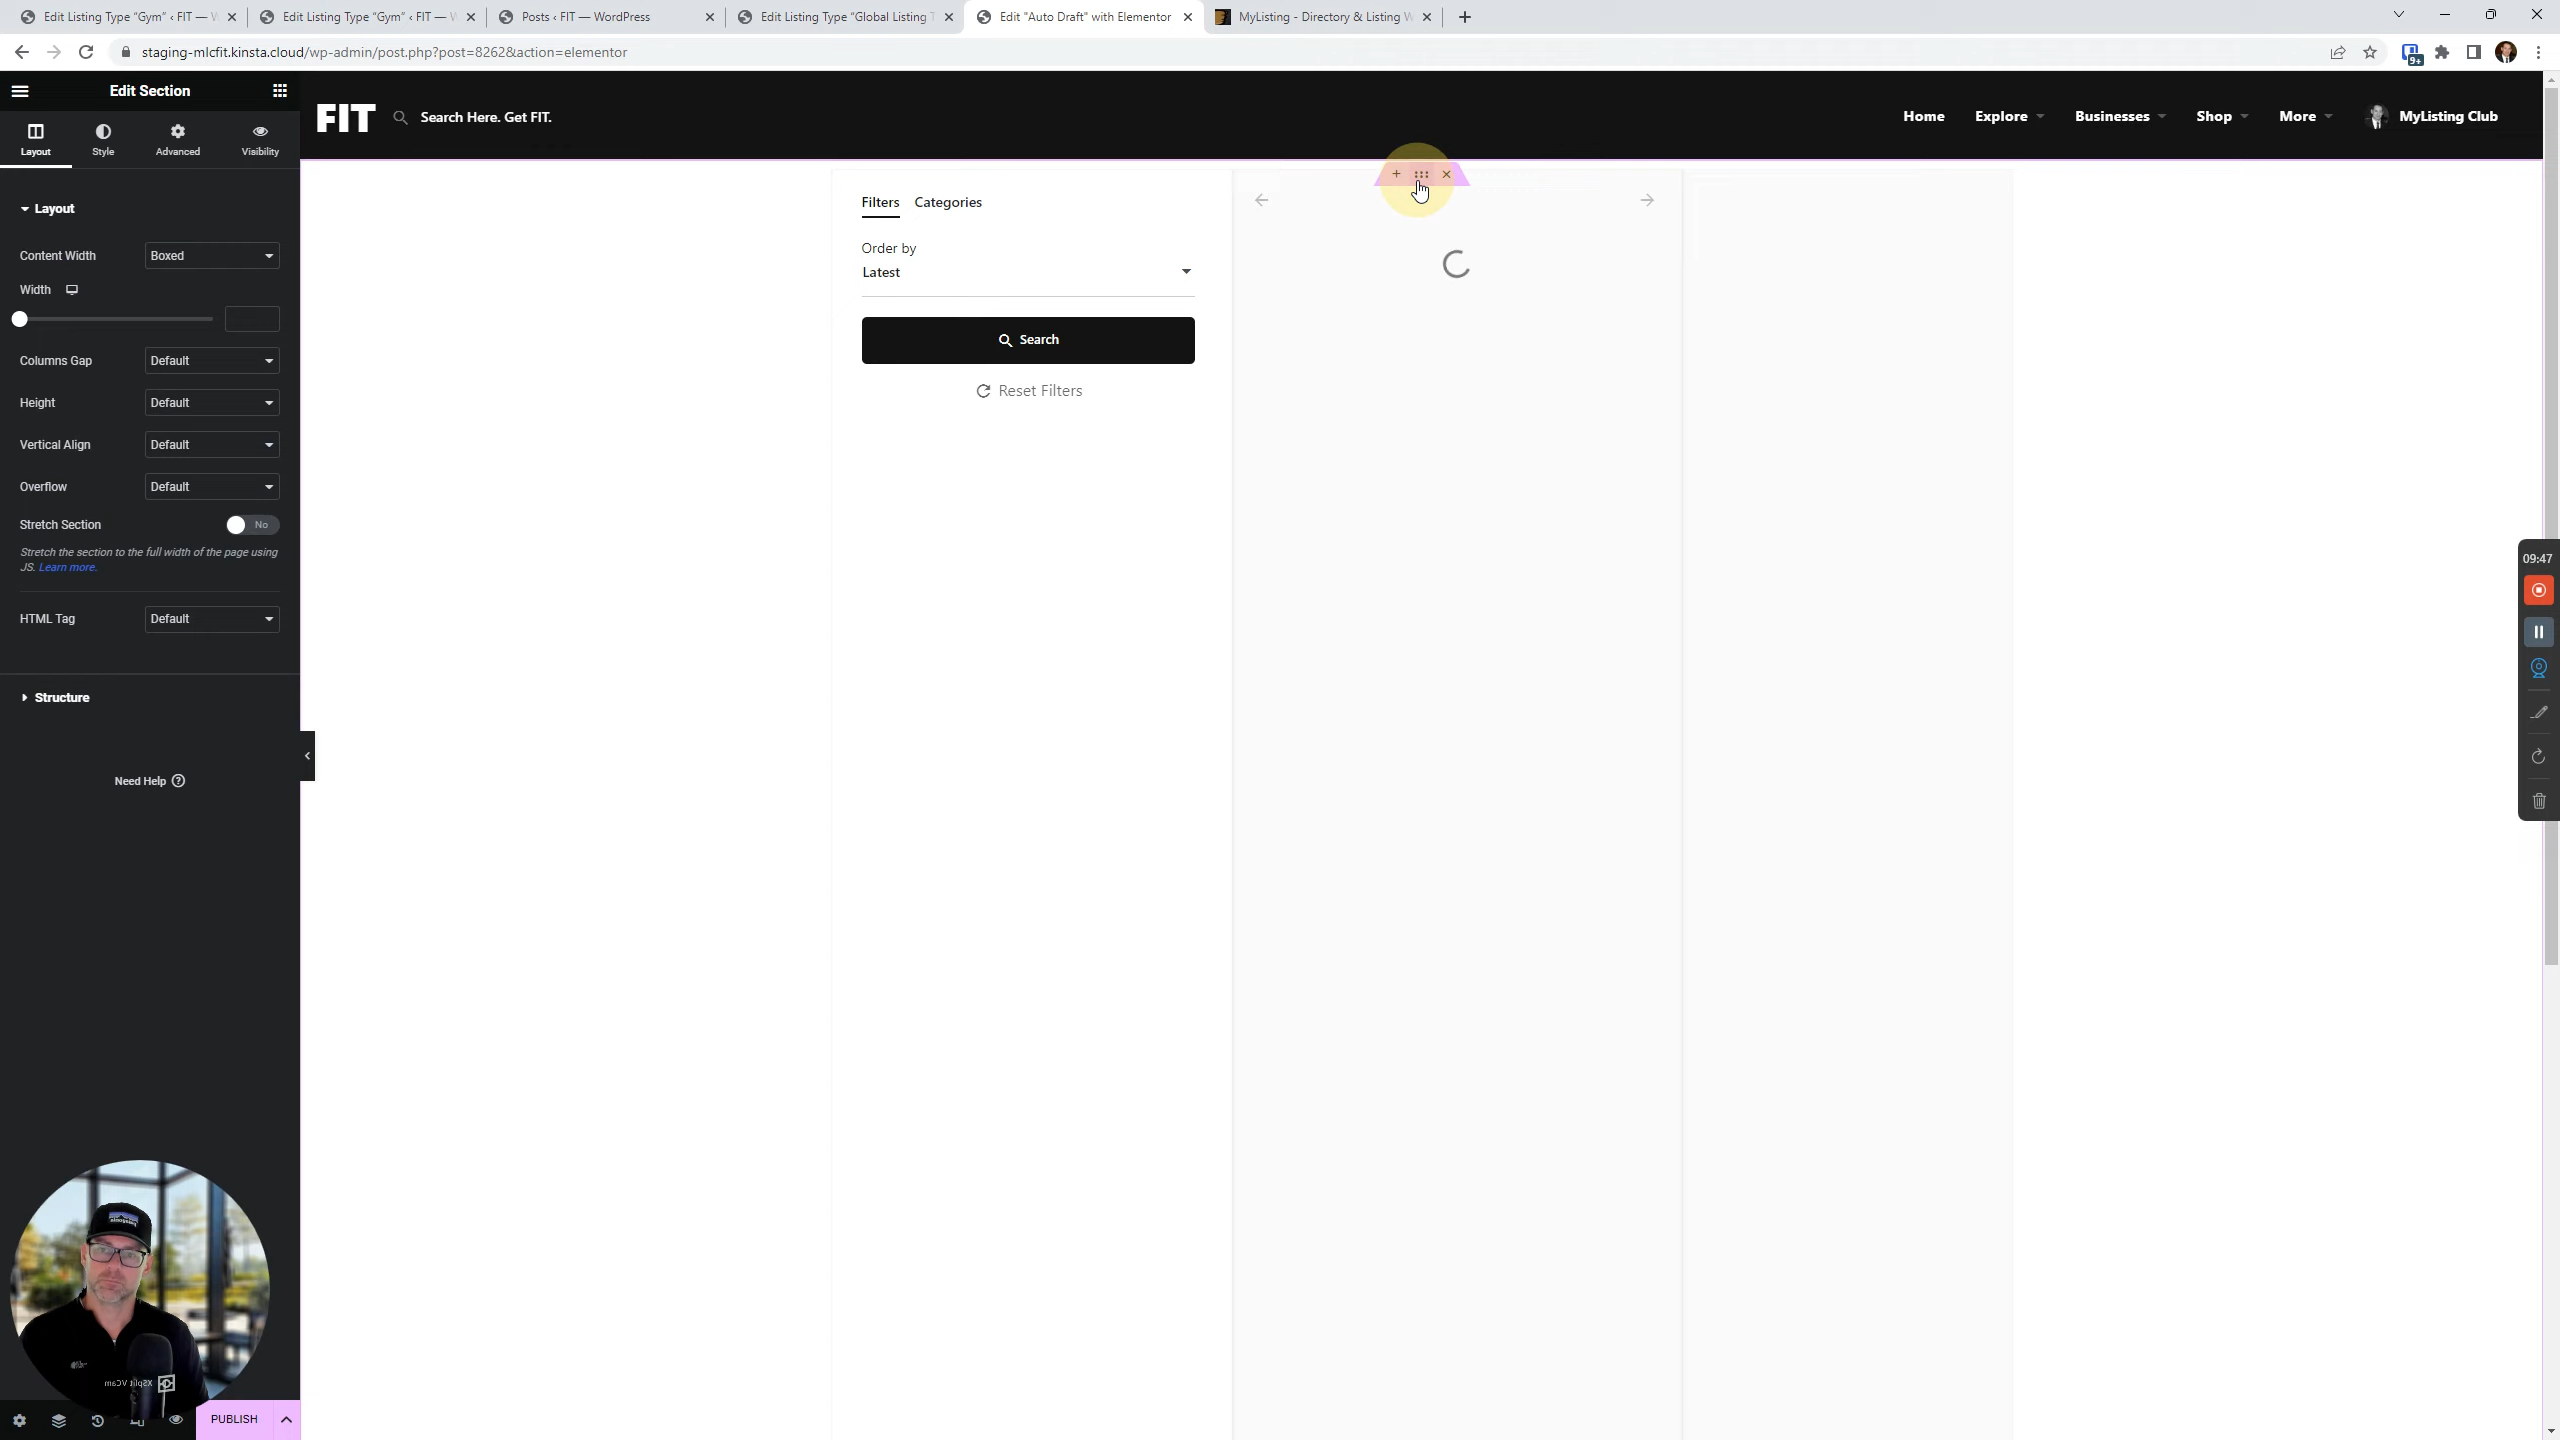 Edit Listing Type "Gym" ‹ FIT — W
Edit Listing Type "Gym" ‹ FIT — W
Posts ‹ FIT — WordPress
Edit Listing Type "Global Listing T
Edit "Auto Draft" with Elementor
MyListing - Directory & Listing W
staging-mlcfit.kinsta.cloud/wp-admin/post.php?post=8262&action=elementor
9+
Edit Section
FIT
Search Here. Get FIT.
Home
Explore
Businesses
Shop
More
MyListing Club
Layout
Style
Advanced
Visibility
Filters
Categories
Layout
Order by
Content Width
Boxed
Latest
Width
Search
Columns Gap
Default
Reset Filters
Height
Default
Vertical Align
Default
Overflow
Default
Stretch Section
No
Stretch the section to the full width of the page using
JS. Learn more.
09:47
HTML Tag
Default
Structure
Need Help
XSplit VCam
PUBLISH